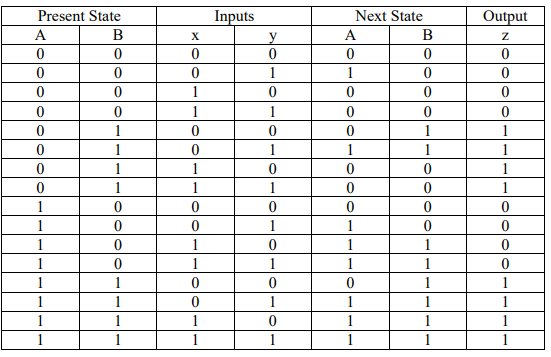 Present State Inputs Next State Output
A B x y A B z
0 0 0 0 0 0 0
0 0 0 1 1 0 0
0 0 1 0 0 0 0
0 0 1 1 0 0 0
0 1 0 0 0 1 1
0 1 0 1 1 1 1
0 1 1 0 0 0 1
0 1 1 1 0 0 1
1 0 0 0 0 0 0
1 0 0 1 1 0 0
1 0 1 0 1 1 0
1 0 1 1 1 1 0
1 1 0 0 0 1 1
1 1 0 1 1 1 1
1 1 1 0 1 1 1
1 1 1 1 1 1 1